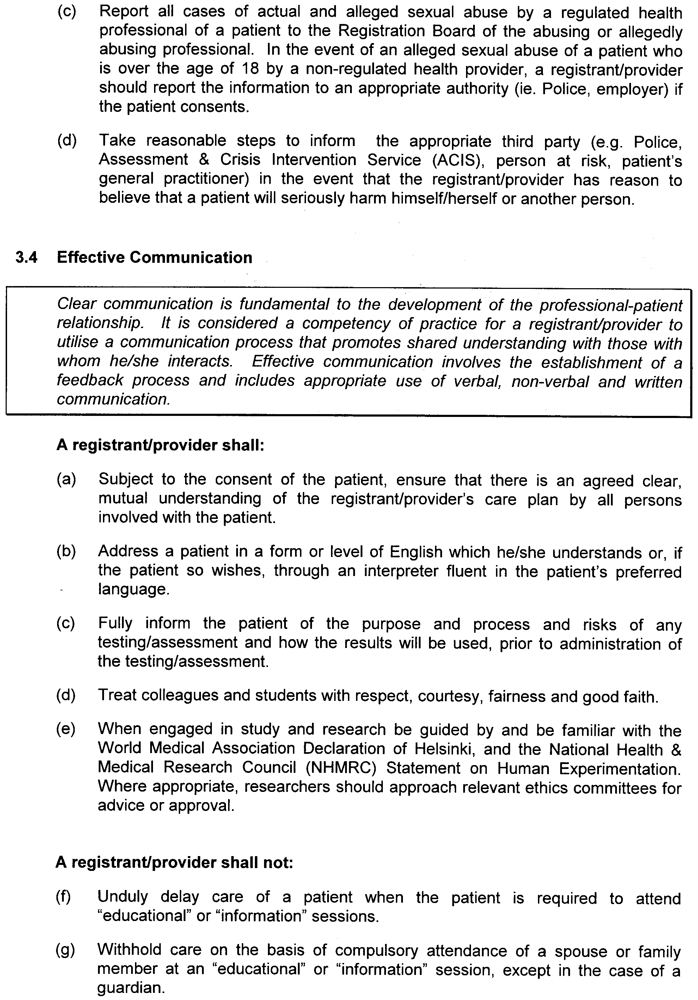 (c) Report all cases of actual and alleged sexual abuse by a regulated health
professional of a patient to the Registration Board of the abusing or allegedly
abusing professional. In the event of an alleged sexual abuse of a patient who
is over the age of 18 by a non-regulated health provider, a registrant/provider
should report the information to an appropriate authority (ie. Police, employer) if
the patient consents.
(d) Take reasonable steps to inform the appropriate third party (e.g. Police,
Assessment & Crisis Intervention Service (ACIS), person at risk, patient's
general practitioner) in the event that the registrant/provider has reason to
believe that a patient will seriously harm himself/herself or another person.
3.4 Effective Communication
Clear communication is fundamental to the development of the professional-patient
relationship. It is considered a competency of practice for a registrant/provider to
utilise a communication process that promotes shared understanding with those with
whom he/she interacts. Effective communication involves the establishment of a
feedback process and includes appropriate use of verbal, non-verbal and written
communication.
A registrant/provider shall:
(a) Subject to the consent of the patient, ensure that there is an agreed clear,
mutual understanding of the registrant/provider's care plan by all persons
involved with the patient.
(b) Address a patient in a form or level of English which he/she understands or, if
the patient so wishes, through an interpreter fluent in the patient's preferred
language.
(c) Fully inform the patient of the purpose and process and risks of any
testing/assessment and how the results will be used, prior to administration of
the testing/assessment.
(d) Treat colleagues and students with respect, courtesy, fairness and good faith.
(e) When engaged in study and research be guided by and be familiar with the
World Medical Association Declaration of Helsinki, and the National Health &
Medical Research Council (NHMRC) Statement on Human Experimentation.
Where appropriate, researchers should approach relevant ethics committees for
advice or approval.
A registrant/provider shall not:
(f) Unduly delay care of a patient when the patient is required to attend
“educational” or “information” sessions.
(g) Withhold care on the basis of compulsory attendance of a spouse or family
member at an “educational” or “information” session, except in the case of a
guardian.